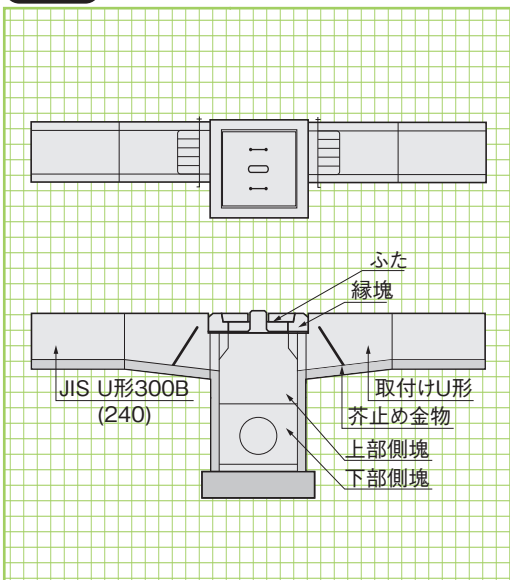 ふた
縁塊
JIS U形300B
(240)
取付けU形
芥止め金物
上部側塊
下部側塊